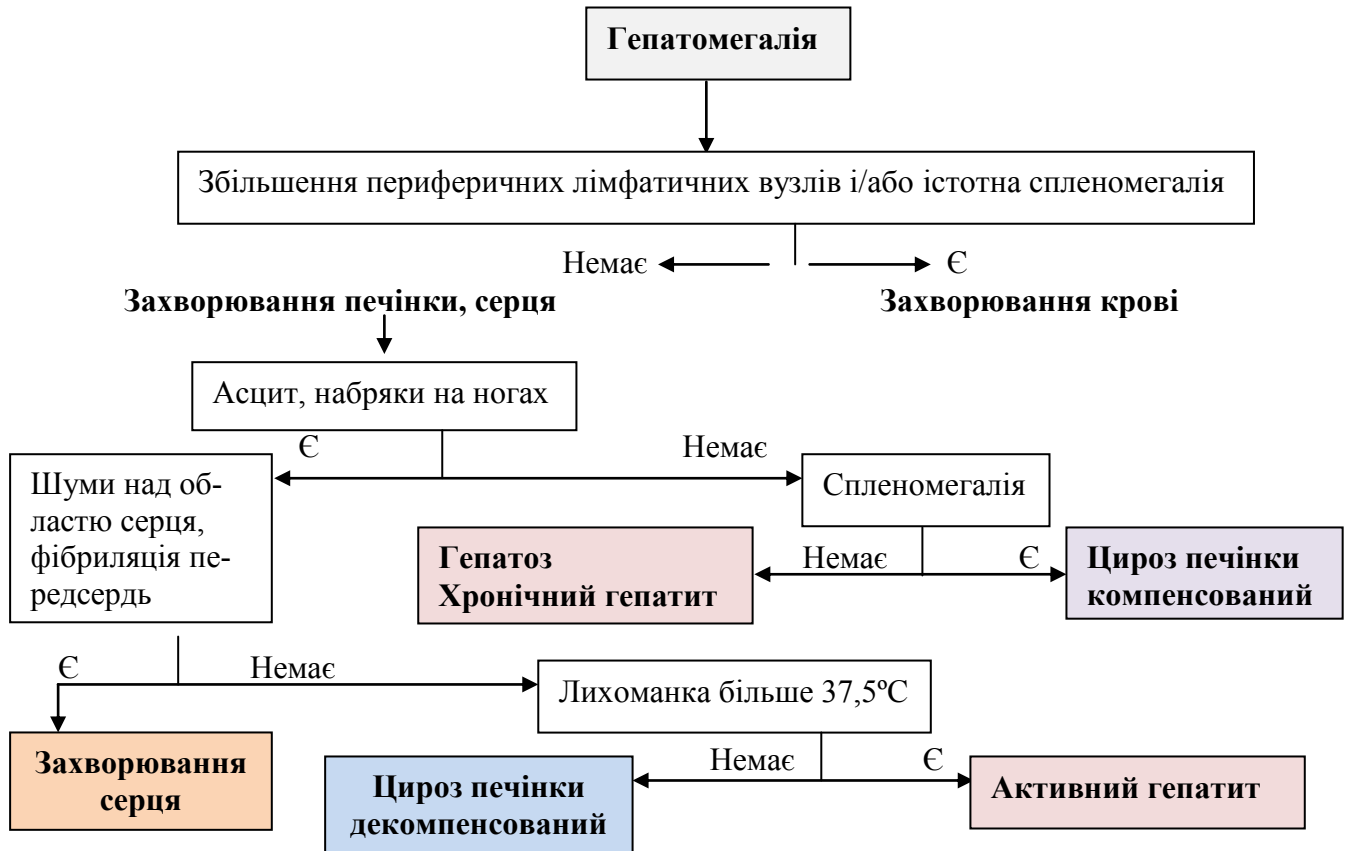 Гепатомегалія
Збільшення периферичних лімфатичних вузлів і/або істотна спленомегалія
Немає
Є
Захворювання печінки, серця
Захворювання крові
Асцит, набряки на ногах
Є
Немає
Шуми над об-
ластю серця,
фібриляція пе-
редсердь
Спленомегалія
Гепатоз
Хронічний гепатит
Немає
Є
Цироз печінки
компенсований
Є
Немає
Лихоманка більше 37,5ºС
Захворювання
серця
Немає
Є
Цироз печінки
декомпенсований
Активний гепатит